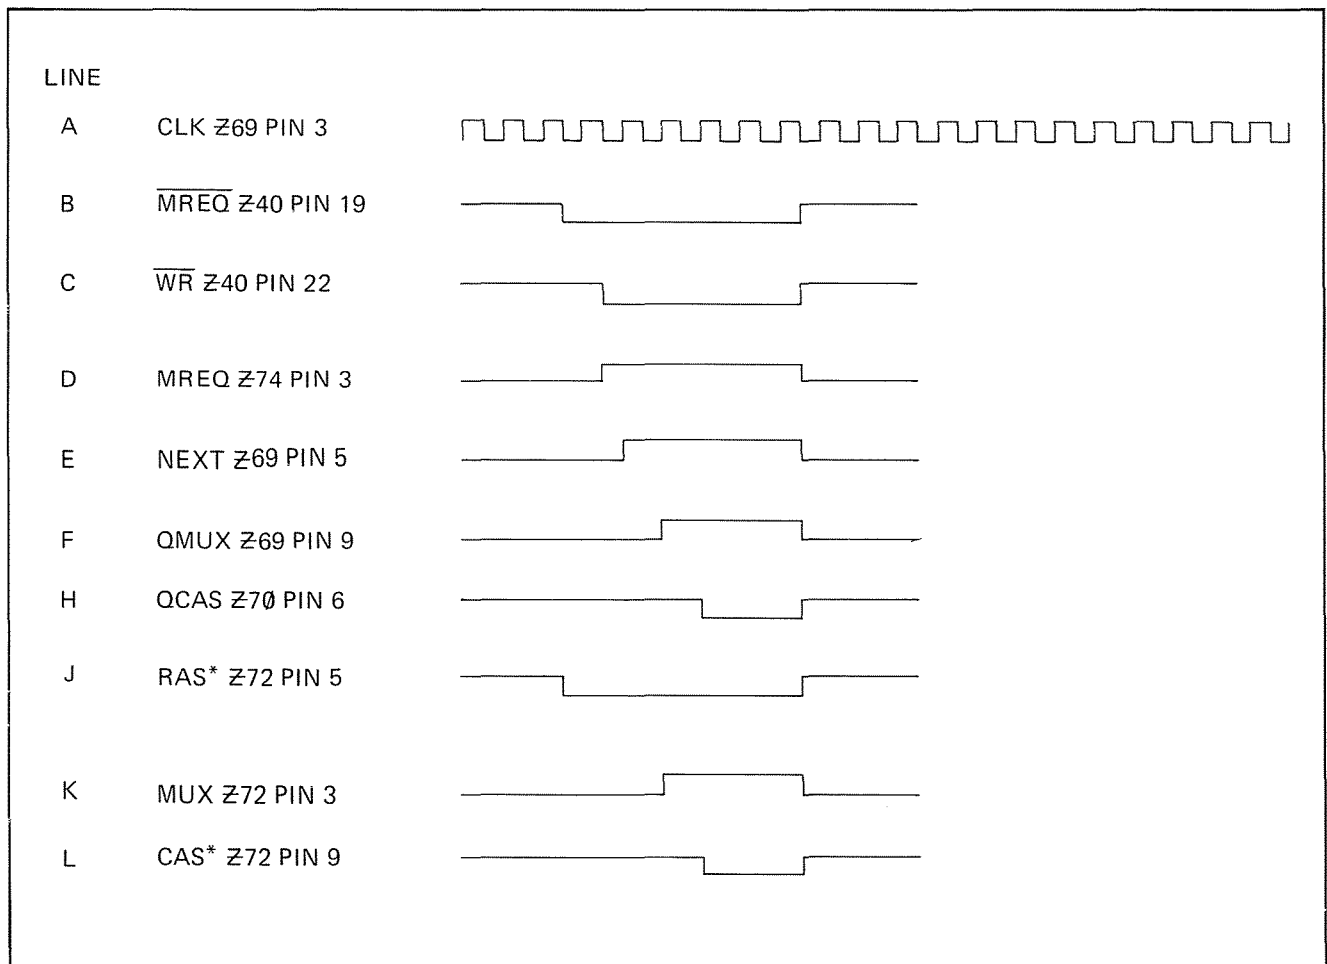 LINE
A CLK Z69 PIN 3
B M̅R̅E̅Q̅ Z40 PIN 19
C W̅R̅ Z40 PIN 22
D MREQ Z74 PIN 3
E NEXT Z69 PIN 5
F QMUX Z69 PIN 9
H QCAS Z70 PIN 6
J RAS* Z72 PIN 5
K MUX Z72 PIN 3
L CAS* Z72 PIN 9